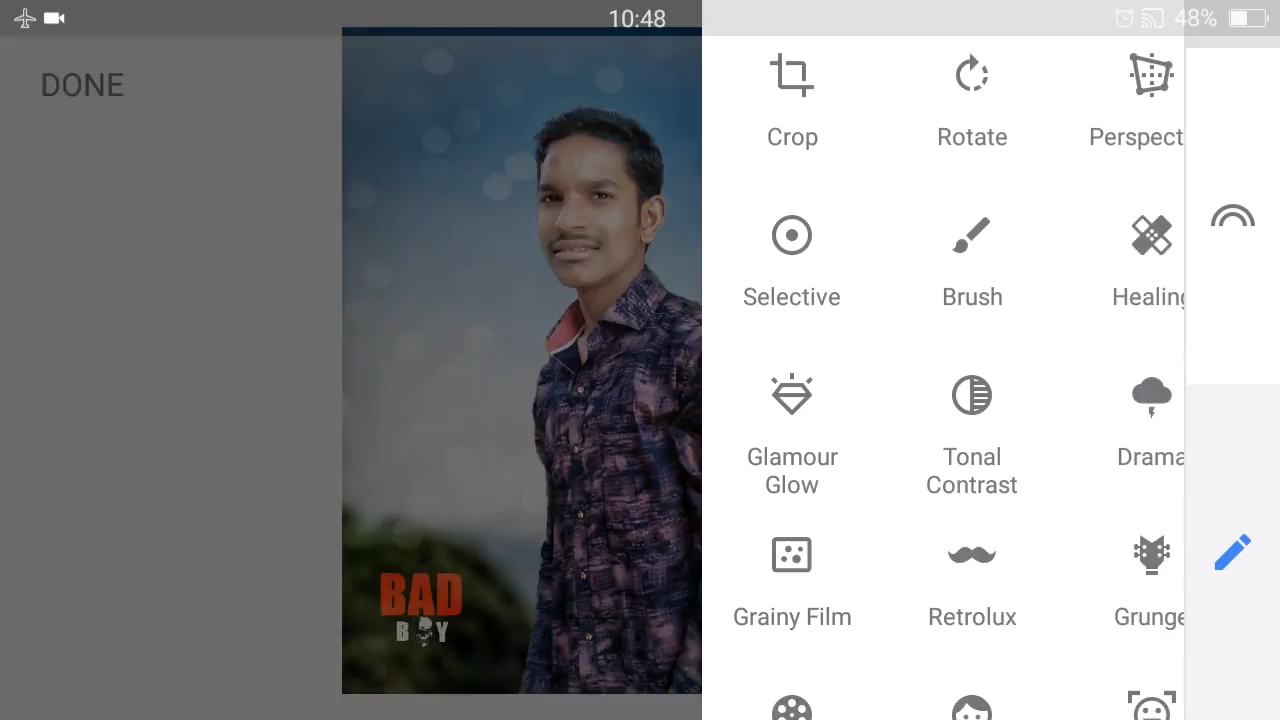 10:48
48%
DONE
Crop
Rotate
Perspect
Selective
Brush
Healing
Glamour
Glow
Tonal
Contrast
Drama
Grainy Film
Retrolux
Grunge
BAD
B Y